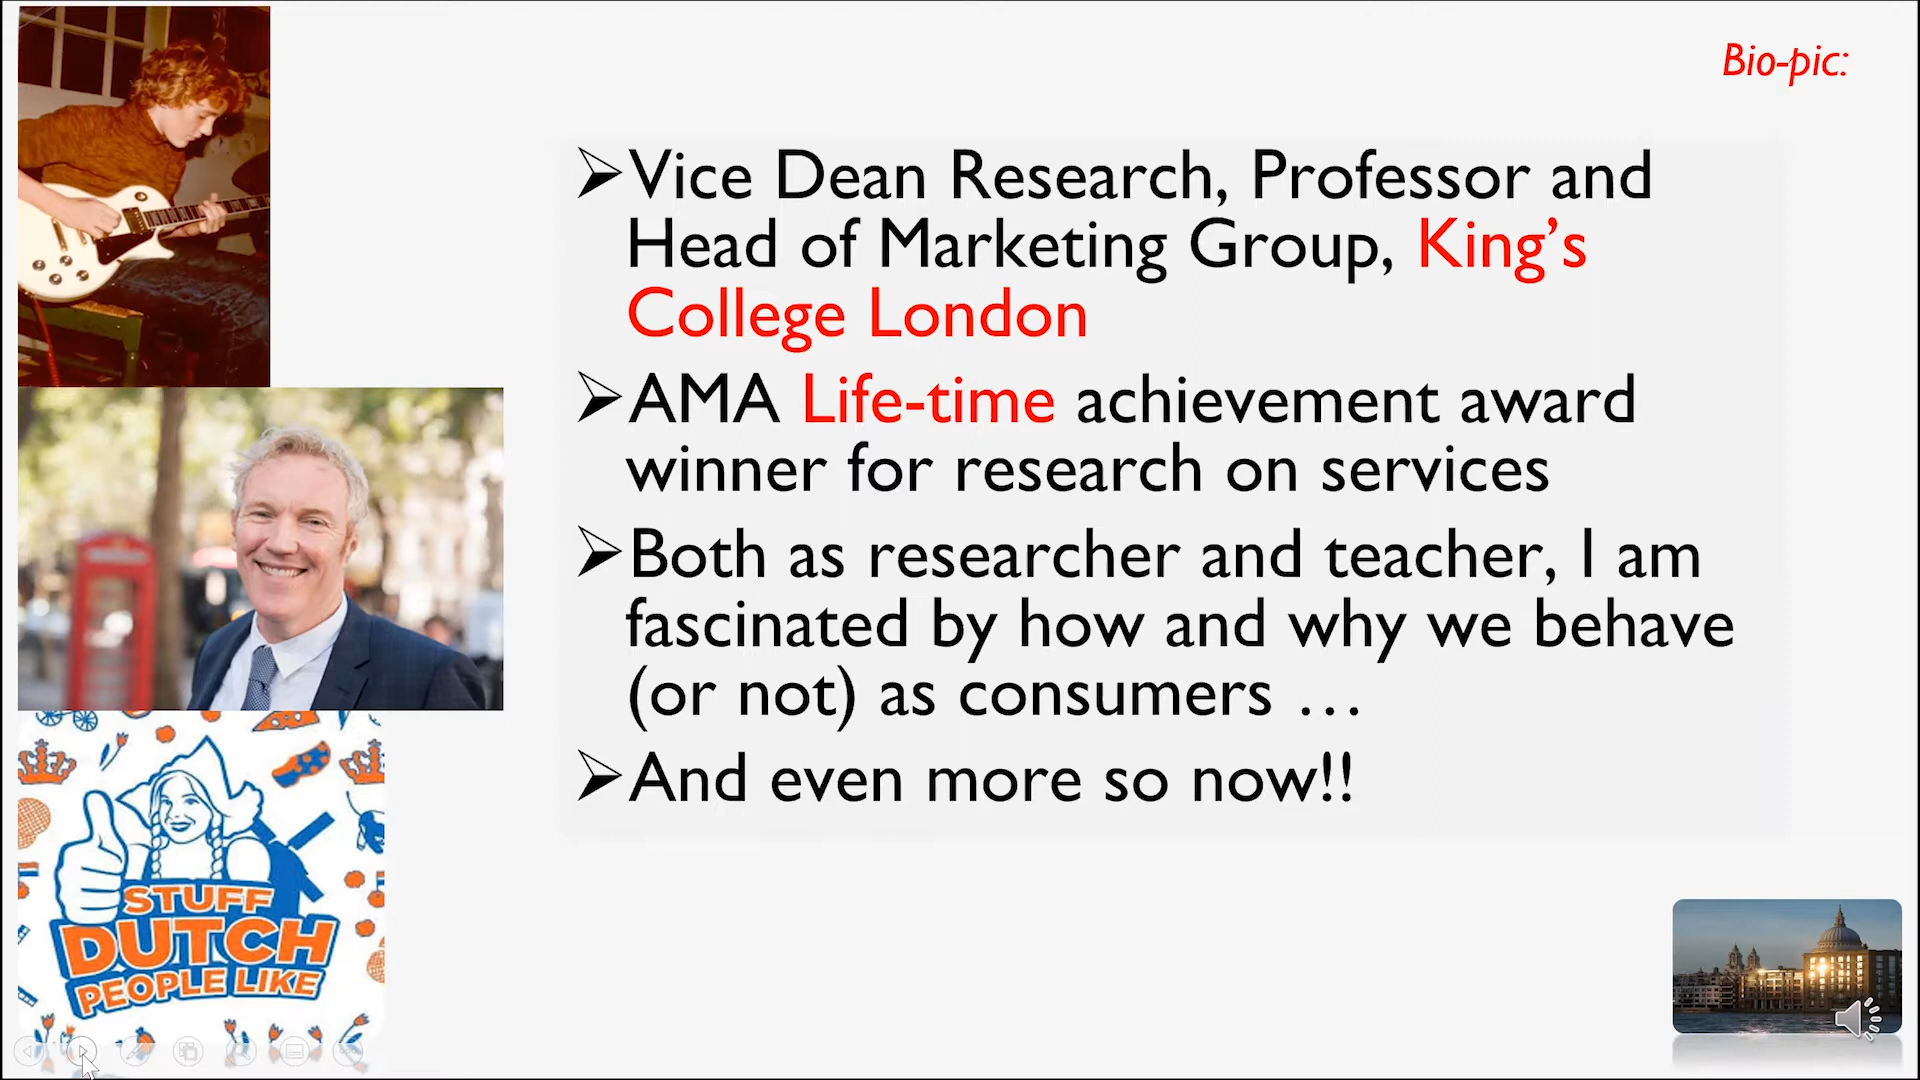 Bio-pic:
➢Vice Dean Research, Professor and
Head of Marketing Group, King’s
College London
➢AMA Life-time achievement award
winner for research on services
➢Both as researcher and teacher, I am
fascinated by how and why we behave
(or not) as consumers …
➢And even more so now!!
STUFF
DUTCH
PEOPLE LIKE